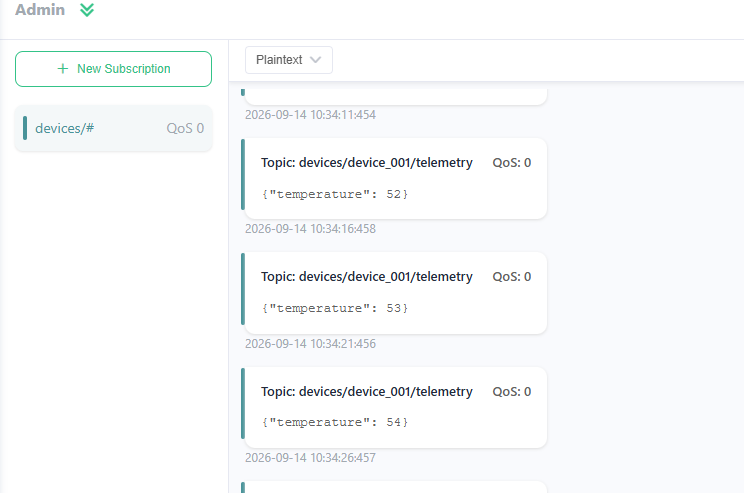 Admin
New Subscription
devices/#
QoS 0
Plaintext
2026-09-14 10:34:11:454
Topic: devices/device_001/telemetry QoS: 0
{"temperature": 52}
2026-09-14 10:34:16:458
Topic: devices/device_001/telemetry QoS: 0
{"temperature": 53}
2026-09-14 10:34:21:456
Topic: devices/device_001/telemetry QoS: 0
{"temperature": 54}
2026-09-14 10:34:26:457